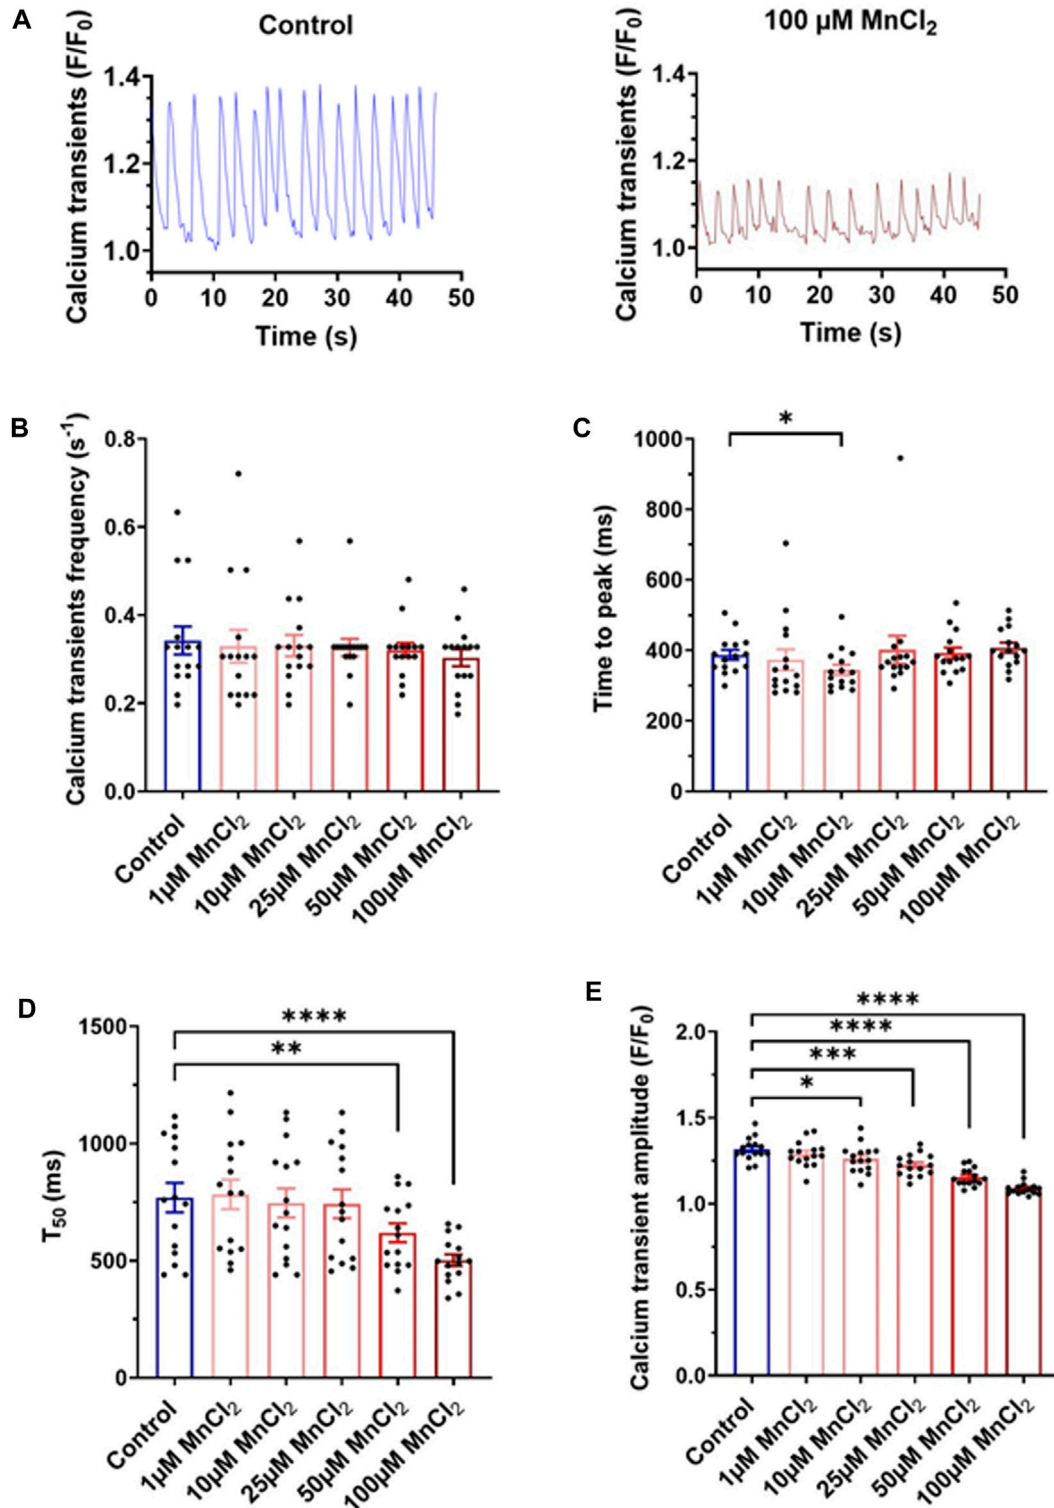 A
Control
100 µM MnCl₂
Calcium transients (F/F₀)
1.4
1.2
1.0
0 10 20 30 40 50
Time (s)
Calcium transients (F/F₀)
1.4
1.2
1.0
0 10 20 30 40 50
Time (s)
B
Calcium transients frequency (s⁻¹)
0.8
0.6
0.4
0.2
0.0
Control
1µM MnCl₂
10µM MnCl₂
25µM MnCl₂
50µM MnCl₂
100µM MnCl₂
C
Time to peak (ms)
1000
800
600
400
200
0
*
Control
1µM MnCl₂
10µM MnCl₂
25µM MnCl₂
50µM MnCl₂
100µM MnCl₂
D
T₅₀ (ms)
1500
1000
500
0
****
**
Control
1µM MnCl₂
10µM MnCl₂
25µM MnCl₂
50µM MnCl₂
100µM MnCl₂
E
Calcium transient amplitude (F/F₀)
2.0
1.5
1.0
0.5
0.0
****
****
***
*
Control
1µM MnCl₂
10µM MnCl₂
25µM MnCl₂
50µM MnCl₂
100µM MnCl₂